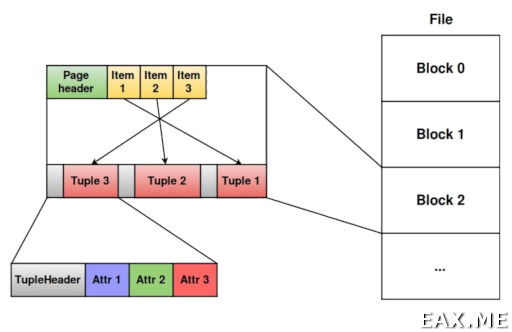 File
Page header
Item 1
Item 2
Item 3
Block 0
Block 1
Tuple 3
Tuple 2
Tuple 1
Block 2
TupleHeader
Attr 1
Attr 2
Attr 3
...
EAX.ME